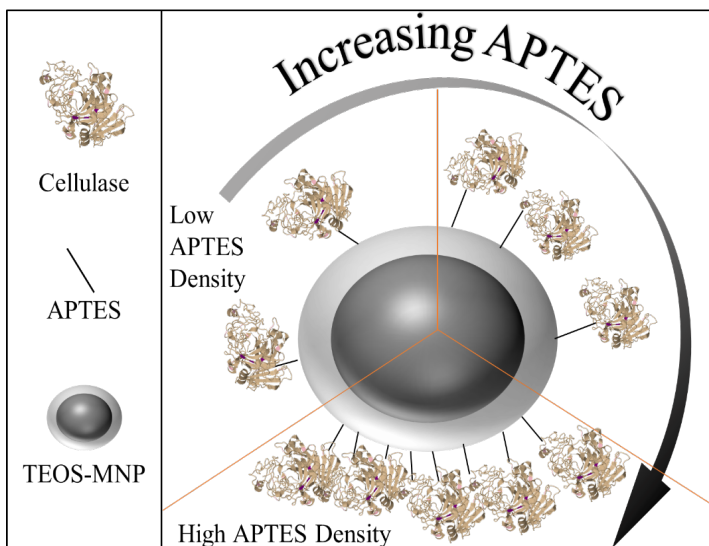 Increasing APTES
Cellulase
Low
APTES
Density
APTES
TEOS-MNP
High APTES Density